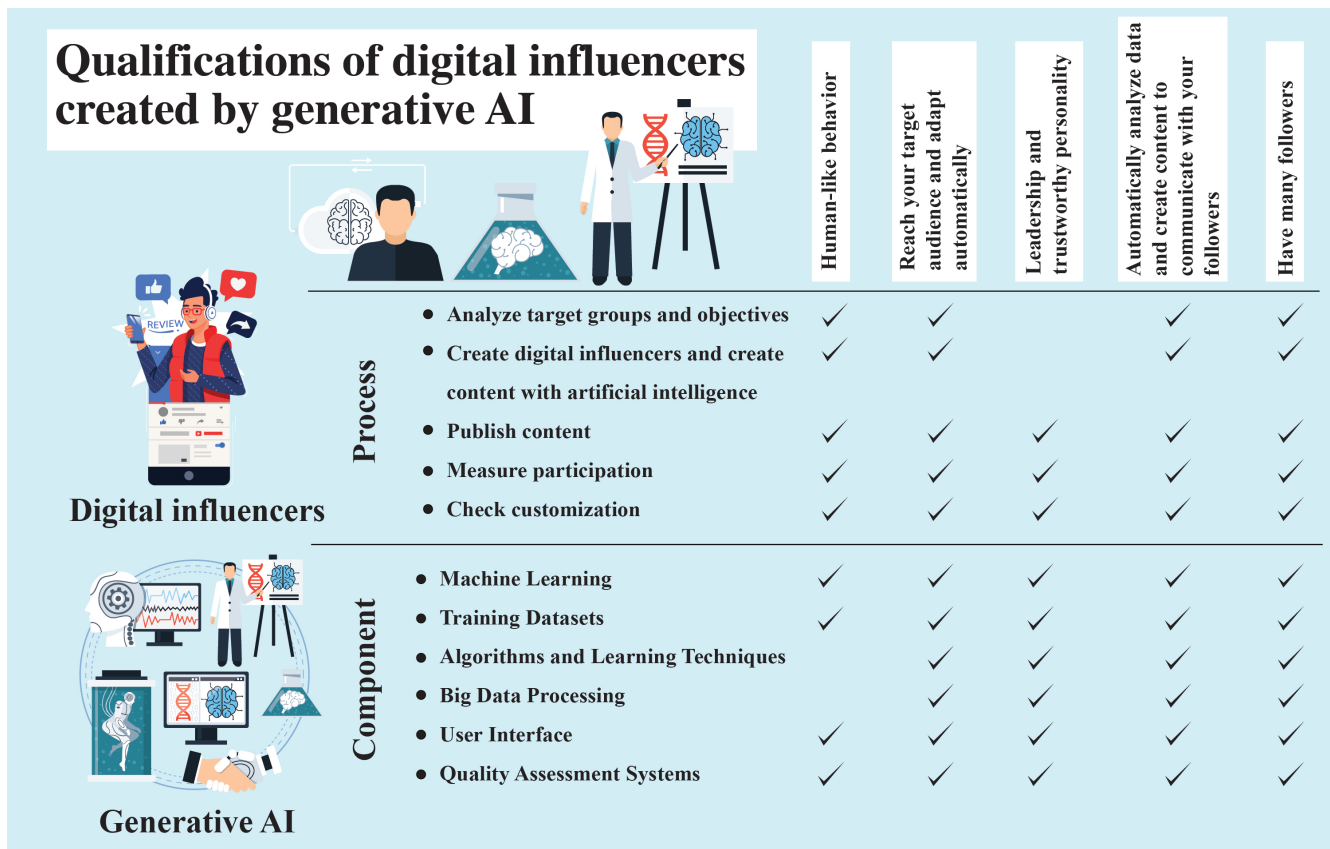 Qualifications of digital influencers
created by generative AI
Human-like behavior
Reach your target
audience and adapt
automatically
Leadership and
trustworthy personality
Automatically analyze data
and create content to
communicate with your
followers
Have many followers
REVIEW
Digital influencers
Process
• Analyze target groups and objectives
• Create digital influencers and create
content with artificial intelligence
• Publish content
• Measure participation
• Check customization
Generative AI
Component
• Machine Learning
• Training Datasets
• Algorithms and Learning Techniques
• Big Data Processing
• User Interface
• Quality Assessment Systems